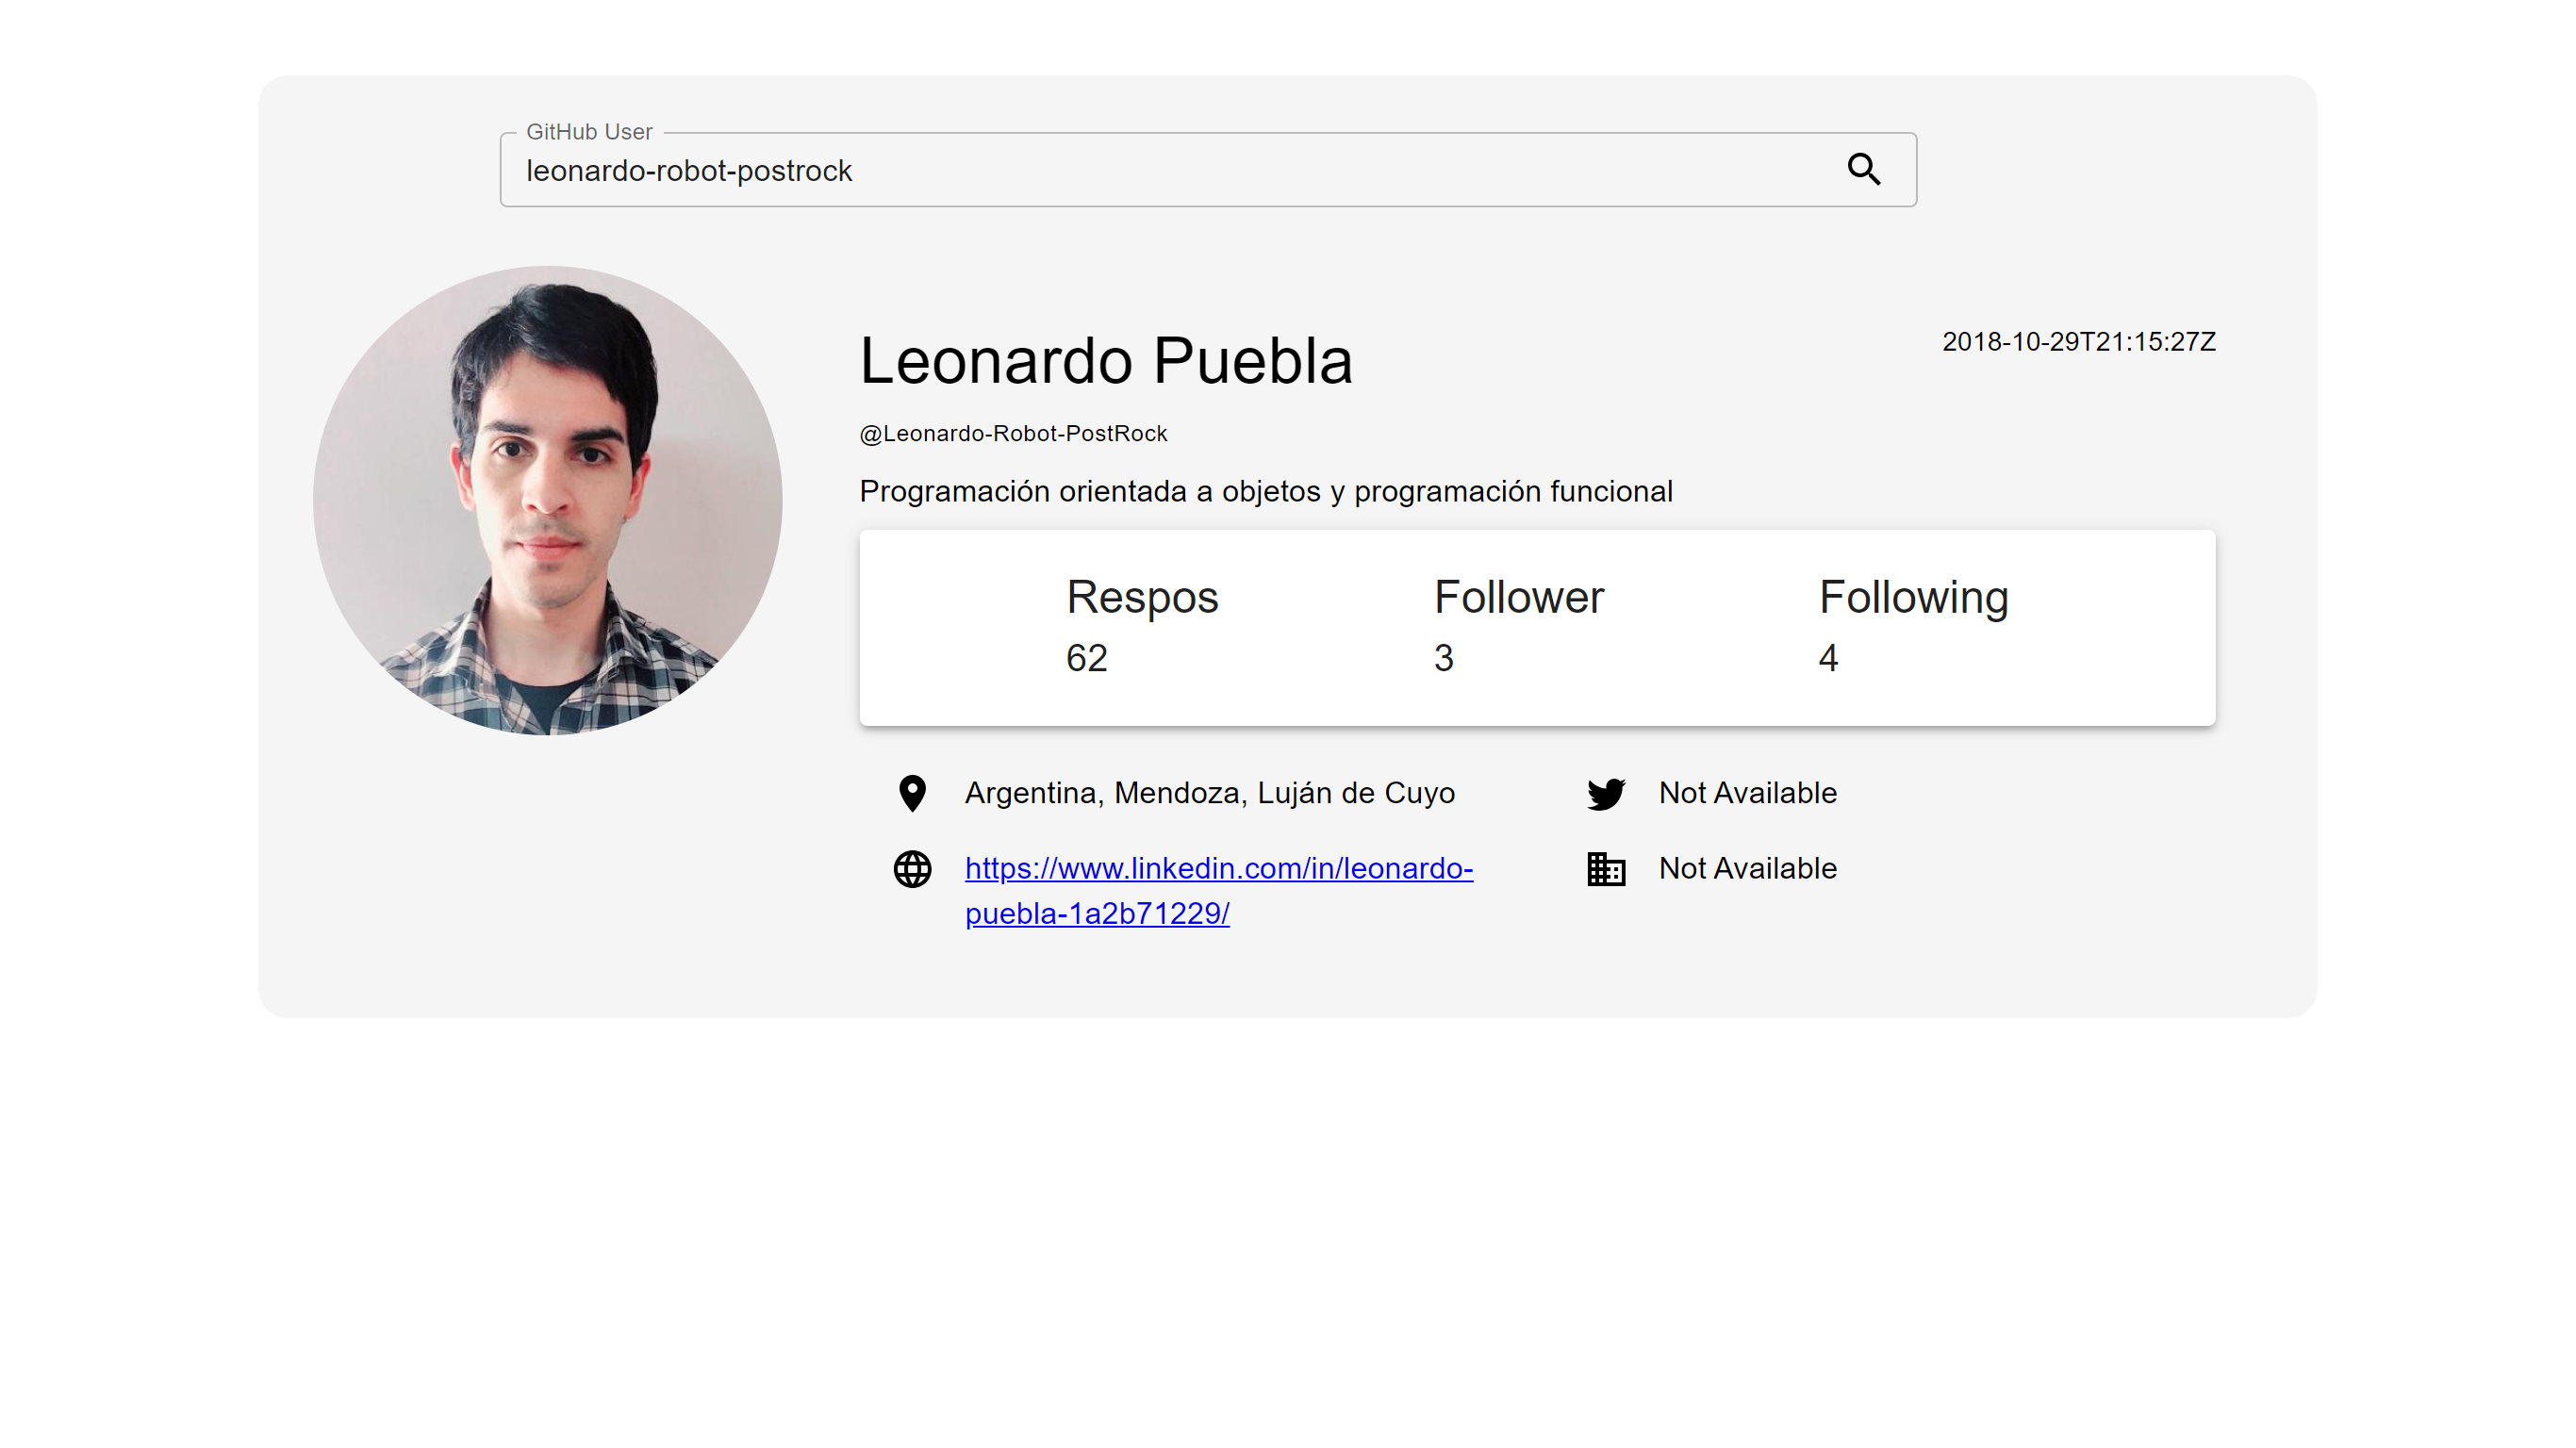 GitHub User
leonardo-robot-postrock
Leonardo Puebla
2018-10-29T21:15:27Z
@Leonardo-Robot-PostRock
Programación orientada a objetos y programación funcional
Respos Follower Following
62 3 4
Argentina, Mendoza, Luján de Cuyo
Not Available
https://www.linkedin.com/in/leonardo-
puebla-1a2b71229/
Not Available